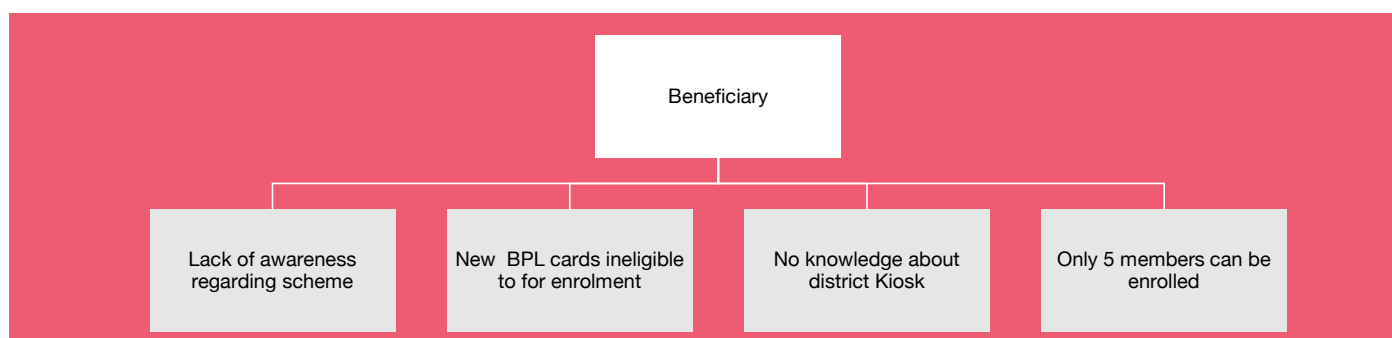 Beneficiary
Lack of awareness
regarding scheme
New  BPL cards ineligible
to for enrolment
No knowledge about
district Kiosk
Only 5 members can be
enrolled